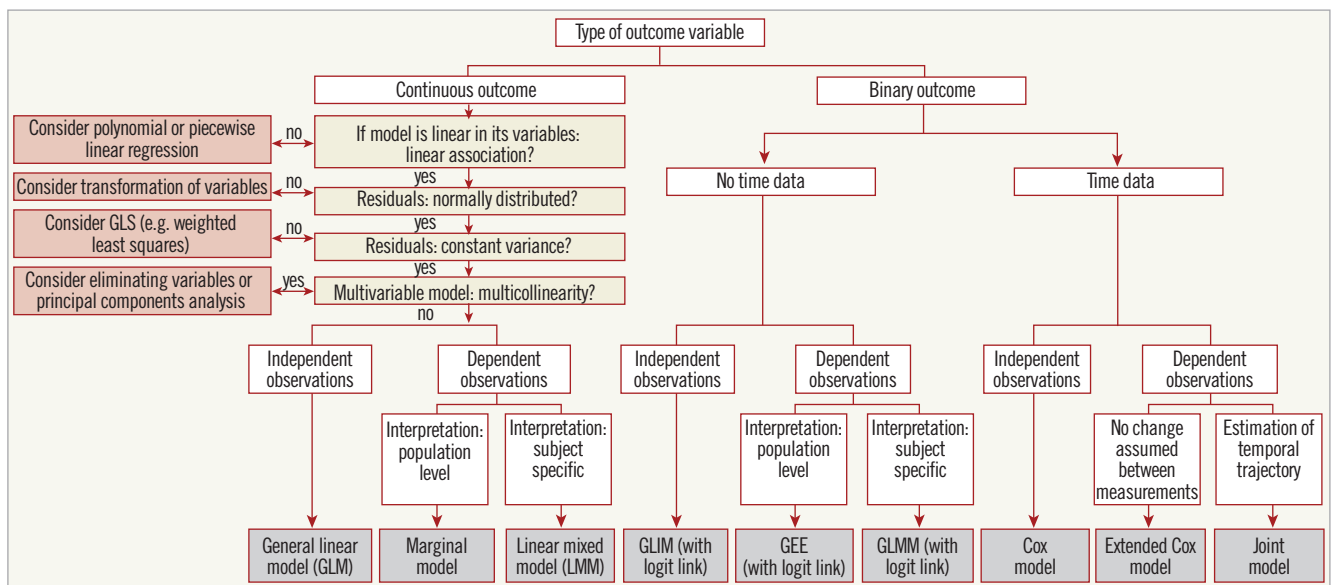 Type of outcome variable
Continuous outcome
Binary outcome
Consider polynomial or piecewise
linear regression
no
If model is linear in its variables:
linear association?
yes
Consider transformation of variables
no
Residuals: normally distributed?
yes
Consider GLS (e.g. weighted
least squares)
no
Residuals: constant variance?
yes
Consider eliminating variables or
principal components analysis
yes
Multivariable model: multicollinearity?
no
No time data
Time data
Independent
observations
Dependent
observations
Independent
observations
Dependent
observations
Independent
observations
Dependent
observations
Interpretation:
population
level
Interpretation:
subject
specific
Interpretation:
population
level
Interpretation:
subject
specific
No change
assumed
between
measurements
Estimation of
temporal
trajectory
General linear
model (GLM)
Marginal
model
Linear mixed
model (LMM)
GLIM (with
logit link)
GEE
(with logit link)
GLMM (with
logit link)
Cox
model
Extended Cox
model
Joint
model